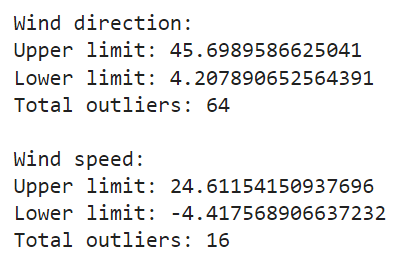 Wind direction:
Upper limit: 45.6989586625041
Lower limit: 4.207890652564391
Total outliers: 64

Wind speed:
Upper limit: 24.61154150937696
Lower limit: -4.417568906637232
Total outliers: 16